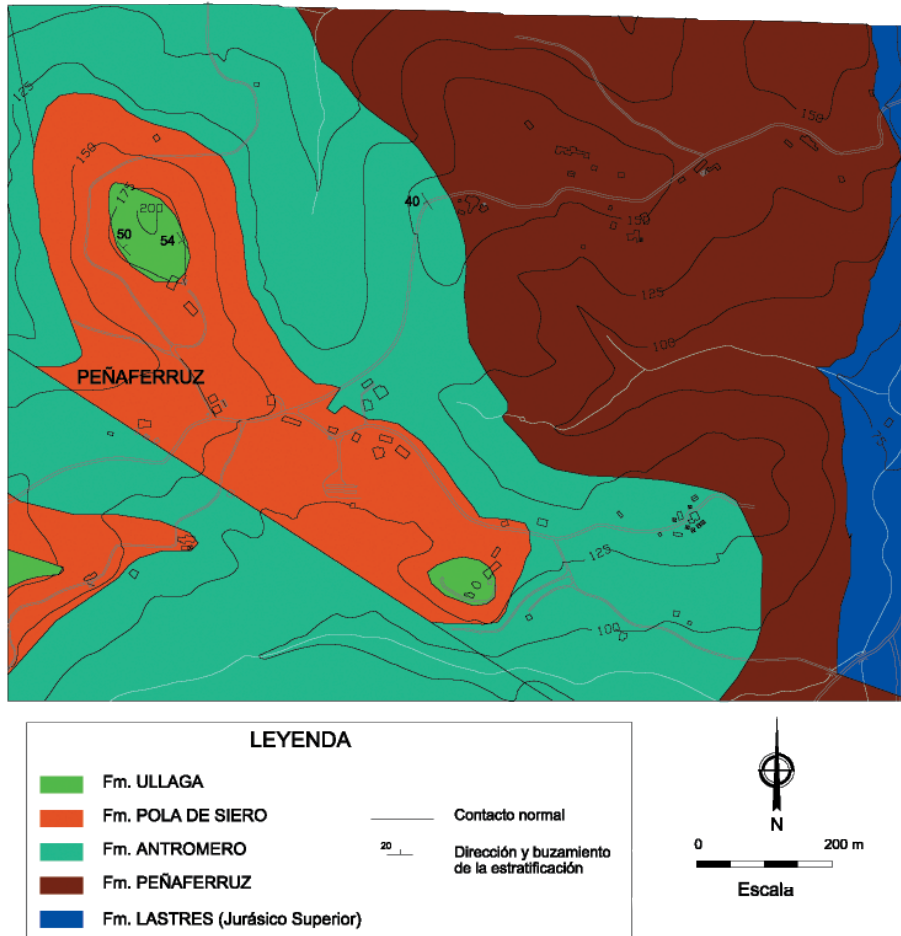 125
150
175
200
50
54
40
150
150
125
100
75
PEÑAFERRUZ
125
100
LEYENDA
Fm. ULLAGA
Fm. POLA DE SIERO
Fm. ANTROMERO
Fm. PEÑAFERRUZ
Fm. LASTRES (Jurásico Superior)
Contacto normal
20
Dirección y buzamiento
de la estratificación
N
0 200 m
Escala